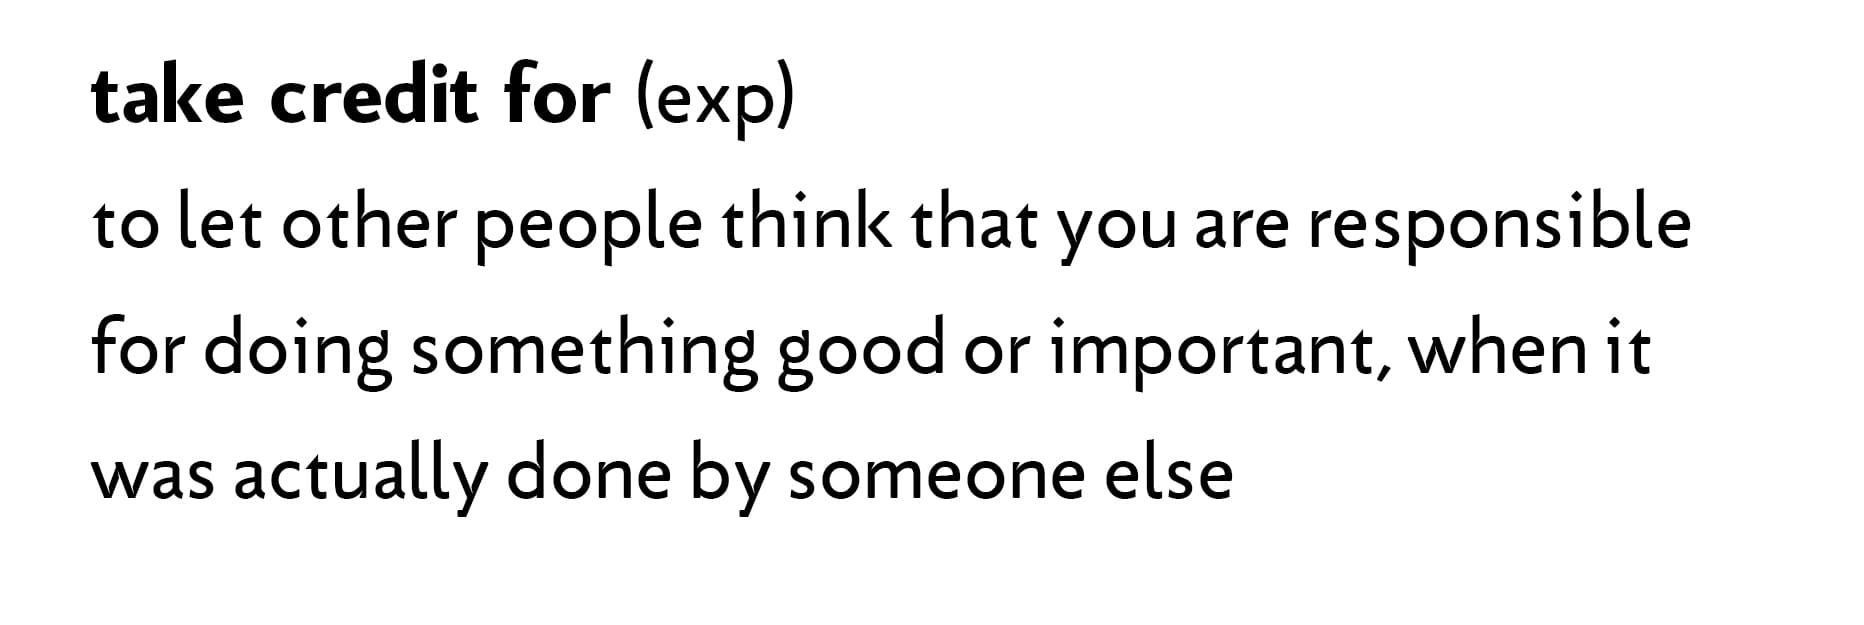 take credit for (exp)
to let other people think that you are responsible
for doing something good or important, when it
was actually done by someone else